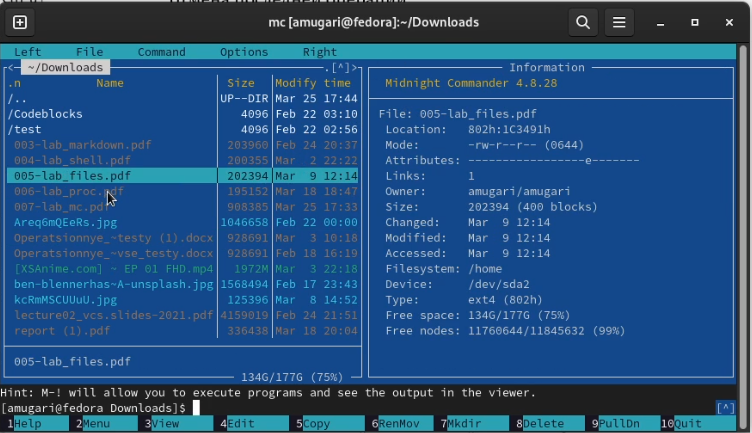 mc [amugari@fedora]:~/Downloads
Left File Command Options Right
<— ~/Downloads .[^]>
.n Name Size Modify time
/.. UP--DIR Mar 25 17:44
/Codeblocks 4096 Feb 22 03:10
/test 4096 Feb 22 02:56
003-lab_markdown.pdf 203960 Feb 24 20:37
004-lab_shell.pdf 200355 Mar 2 22:22
005-lab_files.pdf 202394 Mar 9 12:14
006-lab_proc.pdf 195152 Mar 18 18:47
007-lab_mc.pdf 908385 Mar 25 17:33
Areq6mQEeRs.jpg 1046658 Feb 22 00:00
Operatsionnye_~testy (1).docx 928691 Mar 3 10:18
Operatsionnye_~vse_testy.docx 928691 Feb 18 16:19
[XSAnime.com] ~ EP 01 FHD.mp4 1972M Mar 3 22:18
ben-blennerhas~A-unsplash.jpg 1568494 Feb 17 23:43
kcRmMSCUUuU.jpg 125396 Mar 8 14:52
lecture02_vcs.slides-2021.pdf 4159019 Feb 24 21:51
report (1).pdf 336438 Mar 18 20:04
005-lab_files.pdf
134G/177G (75%)
Information
Midnight Commander 4.8.28
File: 005-lab_files.pdf
Location: 802h:1C3491h
Mode: -rw-r--r-- (0644)
Attributes: ----------------e-------
Links: 1
Owner: amugari/amugari
Size: 202394 (400 blocks)
Changed: Mar 9 12:14
Modified: Mar 9 12:14
Accessed: Mar 9 12:14
Filesystem: /home
Device: /dev/sda2
Type: ext4 (802h)
Free space: 134G/177G (75%)
Free nodes: 11760644/11845632 (99%)
Hint: M-! will allow you to execute programs and see the output in the viewer.
[amugari@fedora Downloads]$ [^]
1Help 2Menu 3View 4Edit 5Copy 6RenMov 7Mkdir 8Delete 9PullDn 10Quit